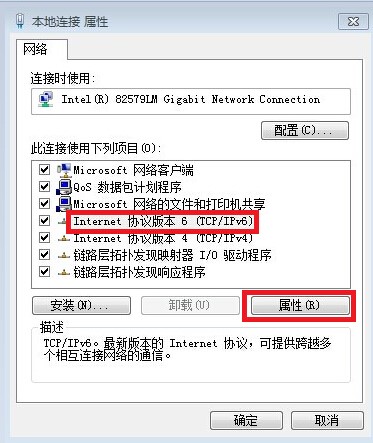 本地连接 属性
网络
连接时使用:
Intel(R) 82579LM Gigabit Network Connection
配置(C)...
此连接使用下列项目(O):
Microsoft 网络客户端
QoS 数据包计划程序
Microsoft 网络的文件和打印机共享
Internet 协议版本 6 (TCP/IPv6)
Internet 协议版本 4 (TCP/IPv4)
链路层拓扑发现映射器 I/O 驱动程序
链路层拓扑发现响应程序
安装(N)... 卸载(U) 属性(R)
描述
TCP/IPv6。最新版本的 Internet 协议，可提供跨越多
个相互连接网络的通信。
确定 取消